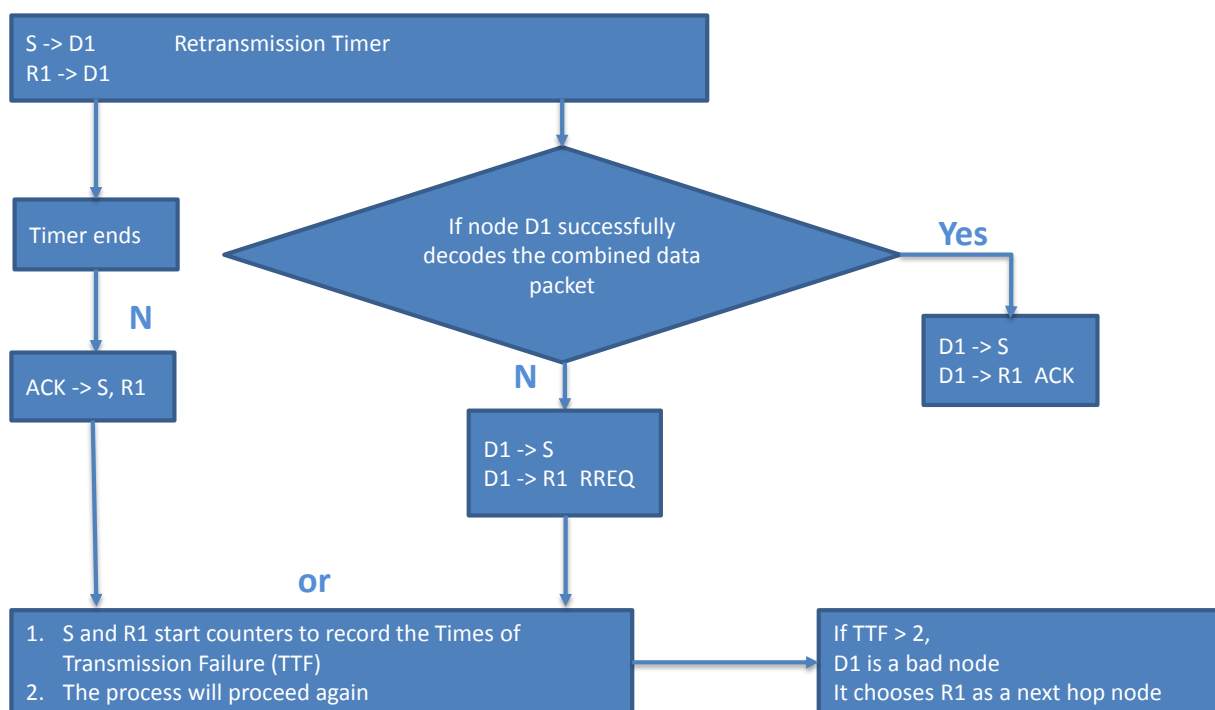 S -> D1 Retransmission Timer
R1 -> D1
Timer ends
If node D1 successfully
decodes the combined data
packet
Yes
N
ACK -> S, R1
D1 -> S
D1 -> R1 ACK
N
D1 -> S
D1 -> R1 RREQ
or
1. S and R1 start counters to record the Times of
Transmission Failure (TTF)
2. The process will proceed again
If TTF > 2,
D1 is a bad node
It chooses R1 as a next hop node